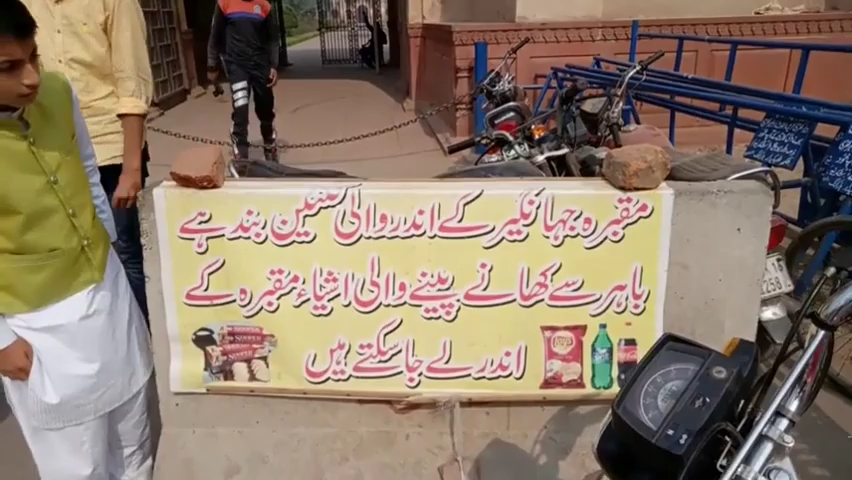 مقبرہ جہانگیر کے اندر والی کنٹین بند ہے
باہر سے کھانے پینے والی اشیاء مقبرہ کے
اندر لے جا سکتے ہیں